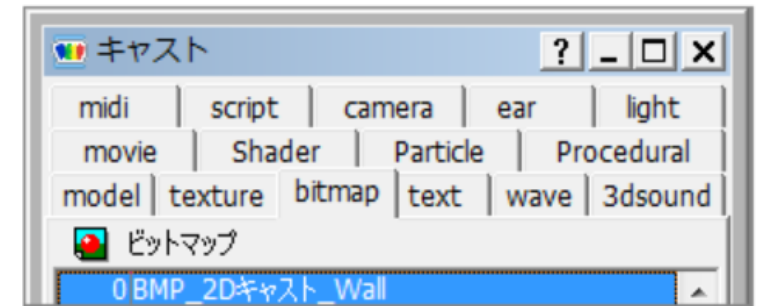 キャスト ? _ □ ×
midi script camera ear light
movie Shader Particle Procedural
model texture bitmap text wave 3dsound
ビットマップ
0 BMP_2Dキャスト_Wall